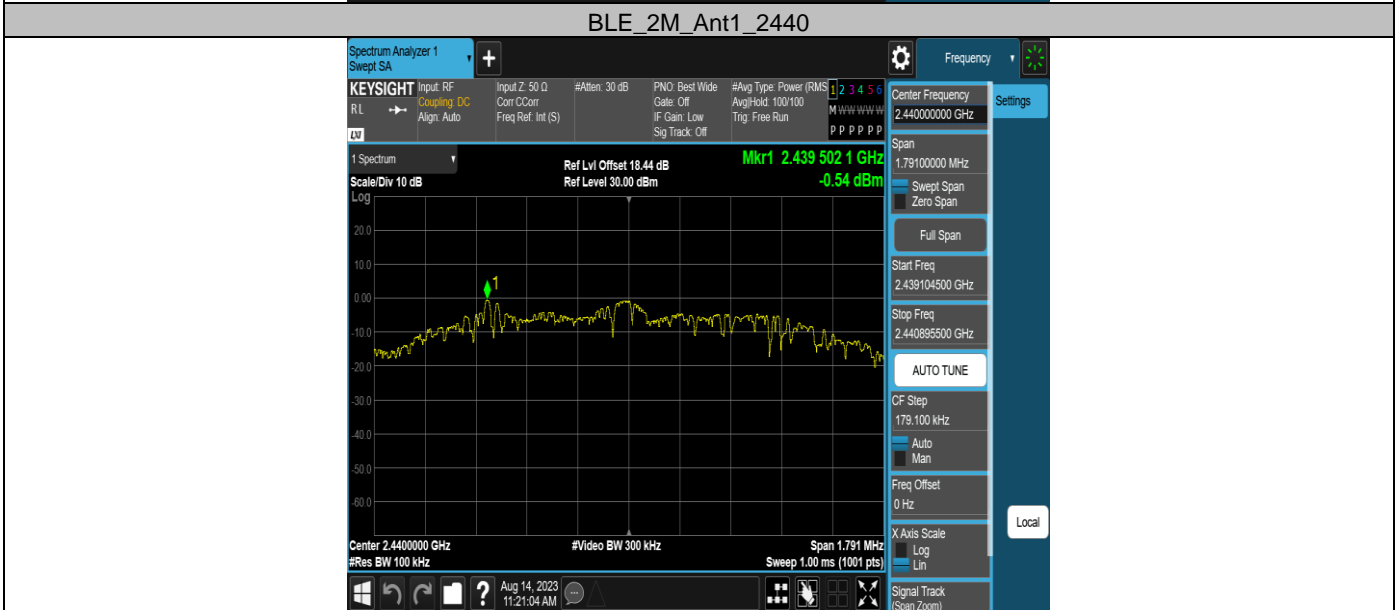 BLE_2M_Ant1_2440
Spectrum Analyzer 1
Swept SA
+
Frequency
KEYSIGHT
RL
LXI
Input: RF
Coupling: DC
Align: Auto
Input Z: 50 Ω
Corr CCorr
Freq Ref: Int (S)
#Atten: 30 dB
PNO: Best Wide
Gate: Off
IF Gain: Low
Sig Track: Off
#Avg Type: Power (RMS
Avg|Hold: 100/100
Trig: Free Run
1 2 3 4 5 6
M W W W W W
P P P P P P
1 Spectrum
Scale/Div 10 dB
Log
Ref Lvl Offset 18.44 dB
Ref Level 30.00 dBm
Mkr1 2.439 502 1 GHz
-0.54 dBm
20.0
10.0
0.00
-10.0
-20.0
-30.0
-40.0
-50.0
-60.0
1
Center 2.4400000 GHz
#Res BW 100 kHz
#Video BW 300 kHz
Span 1.791 MHz
Sweep 1.00 ms (1001 pts)
Center Frequency
2.440000000 GHz
Settings
Span
1.79100000 MHz
Swept Span
Zero Span
Full Span
Start Freq
2.439104500 GHz
Stop Freq
2.440895500 GHz
AUTO TUNE
CF Step
179.100 kHz
Auto
Man
Freq Offset
0 Hz
X Axis Scale
Log
Lin
Local
Signal Track
(Span Zoom)
?
Aug 14, 2023
11:21:04 AM